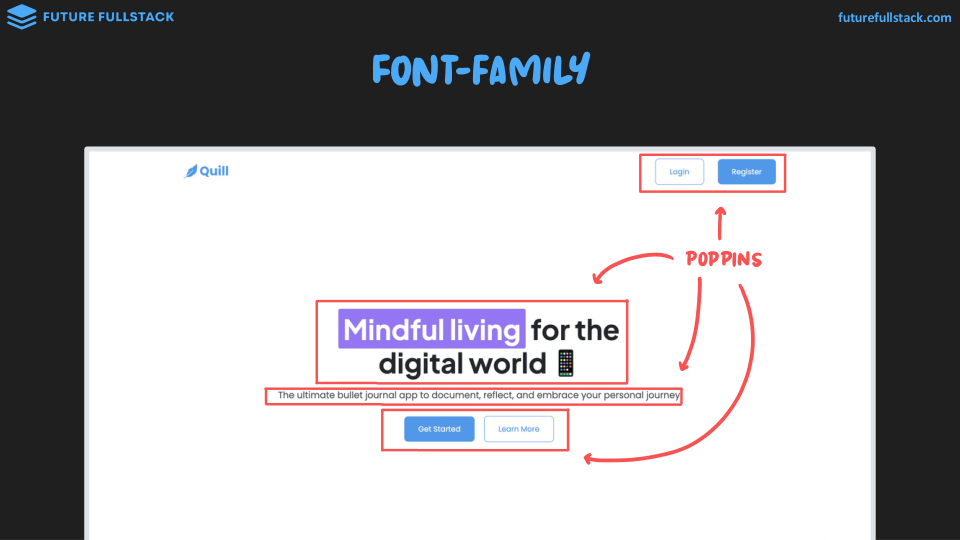 FUTURE FULLSTACK
futurefullstack.com
FONT-FAMILY
Quill
Login
Register
POPPINS
Mindful living for the
digital world
The ultimate bullet journal app to document, reflect, and embrace your personal journey
Get Started
Learn More